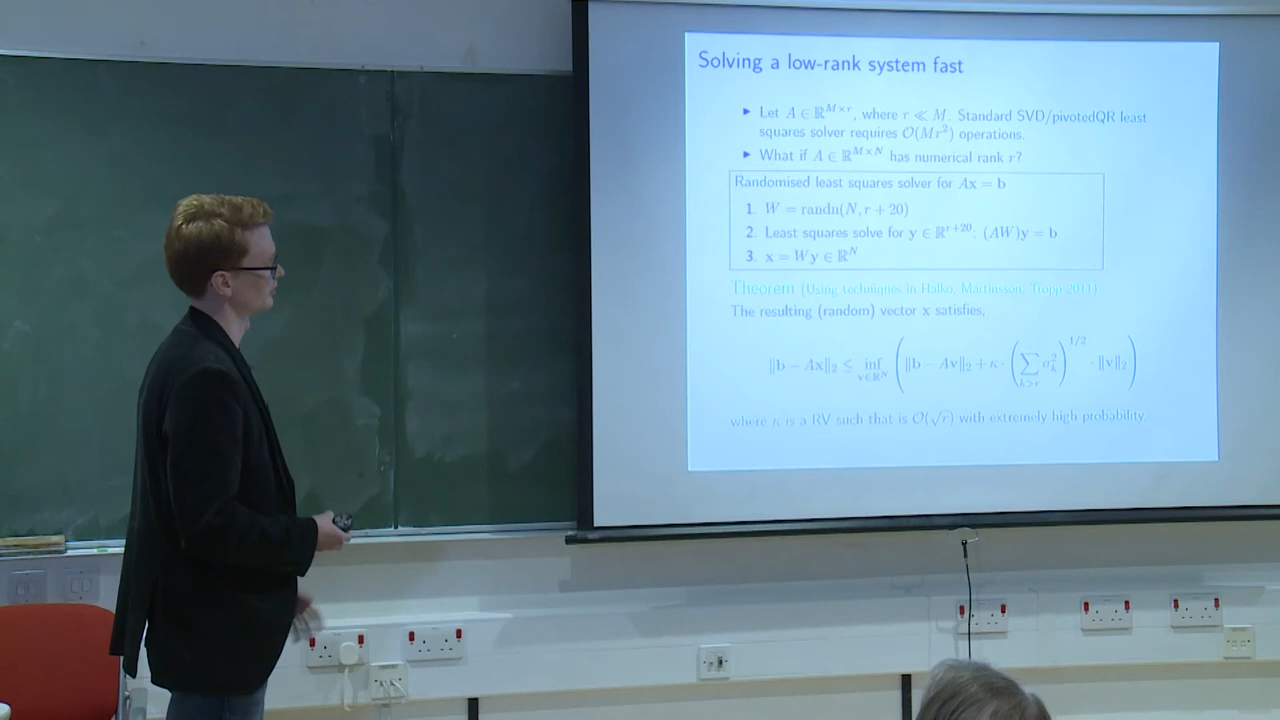 Solving a low-rank system fast
▶ Let A ∈ ℝ^{M×r}, where r ≪ M. Standard SVD/pivotedQR least
squares solver requires 𝒪(Mr²) operations.
▶ What if A ∈ ℝ^{M×N} has numerical rank r?
Randomised least squares solver for Ax = b
1. W = randn(N, r + 20)
2. Least squares solve for y ∈ ℝ^{r+20}: (AW)y = b
3. x = Wy ∈ ℝ^N
Theorem (Using techniques in Halko, Martinsson, Tropp 2011)
The resulting (random) vector x satisfies,
‖b − Ax‖₂ ≤ inf_{v∈ℝ^N} (‖b − Av‖₂ + κ · (∑_{k>r} σ_k²)^{1/2} · ‖v‖₂)
where κ is a RV such that is 𝒪(√r) with extremely high probability.